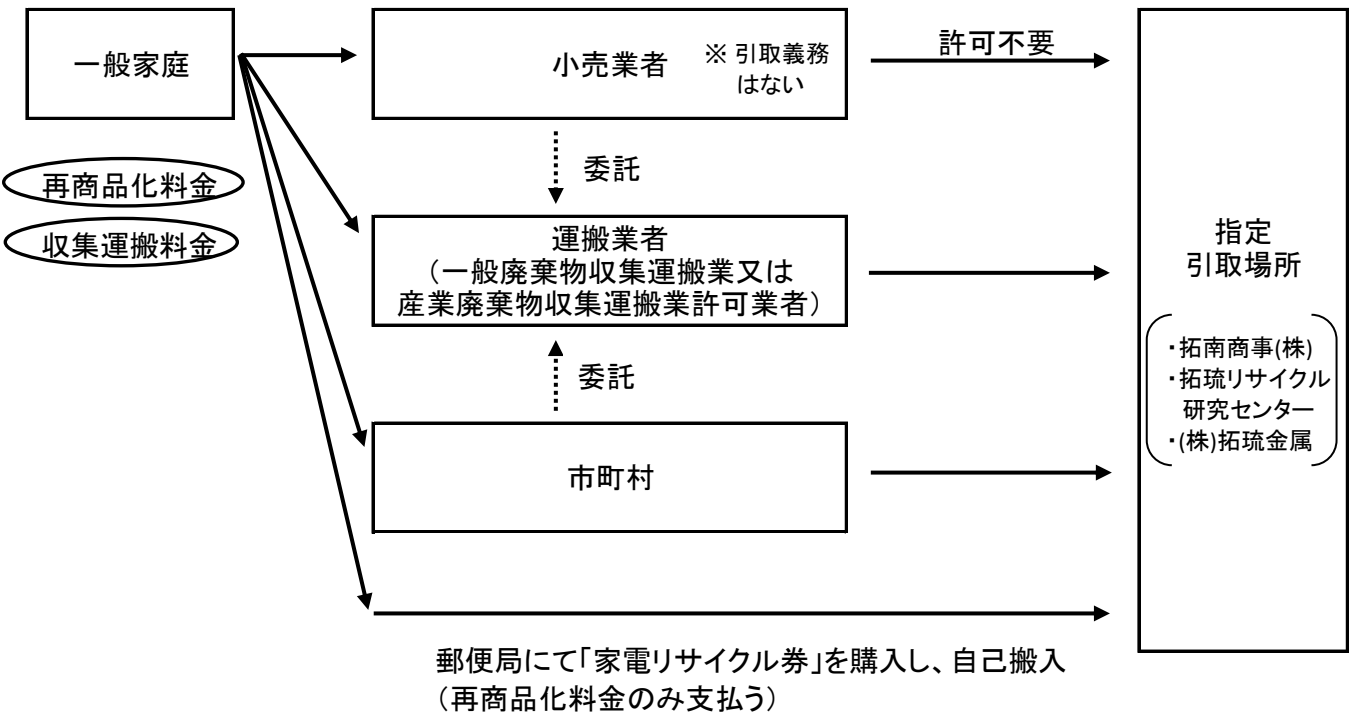 一般家庭
再商品化料金
収集運搬料金
小売業者
※ 引取義務
はない
許可不要
委託
運搬業者
（一般廃棄物収集運搬業又は
産業廃棄物収集運搬業許可業者）
委託
市町村
郵便局にて「家電リサイクル券」を購入し、自己搬入
（再商品化料金のみ支払う）
指定
引取場所
・拓南商事(株)
・拓琉リサイクル
研究センター
・(株)拓琉金属